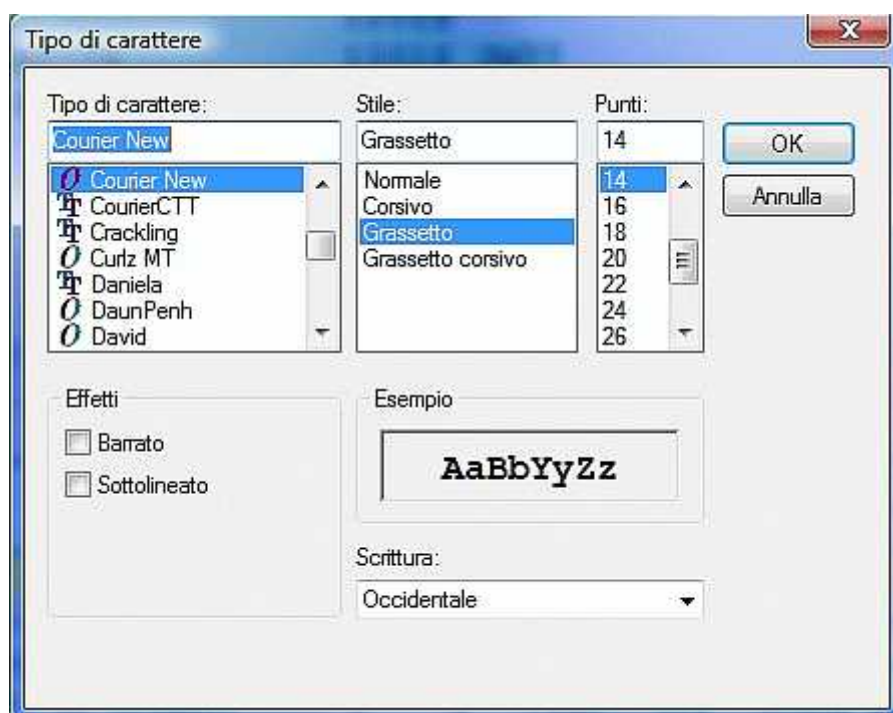 Tipo di carattere
Tipo di carattere:
Courier New
Courier New
CourierCTT
Crackling
Curlz MT
Daniela
DaunPenh
David
Stile:
Grassetto
Normale
Corsivo
Grassetto
Grassetto corsivo
Punti:
14
14
16
18
20
22
24
26
OK
Annulla
Effetti
Barrato
Sottolineato
Esempio
AaBbYyZz
Scrittura:
Occidentale